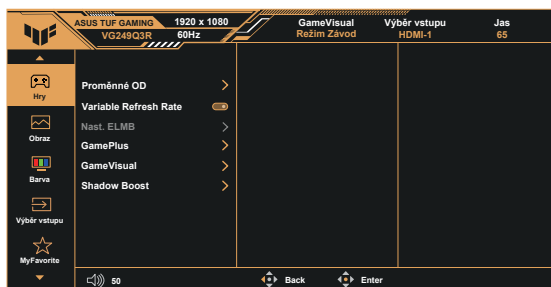 ASUS TUF GAMING 1920 x 1080 GameVisual Výběr vstupu Jas
VG249Q3R 60Hz Režim Závod HDMI-1 65
Hry
Obraz
Barva
Výběr vstupu
MyFavorite
Proměnné OD
Variable Refresh Rate
Nast. ELMB
GamePlus
GameVisual
Shadow Boost
50 Back Enter